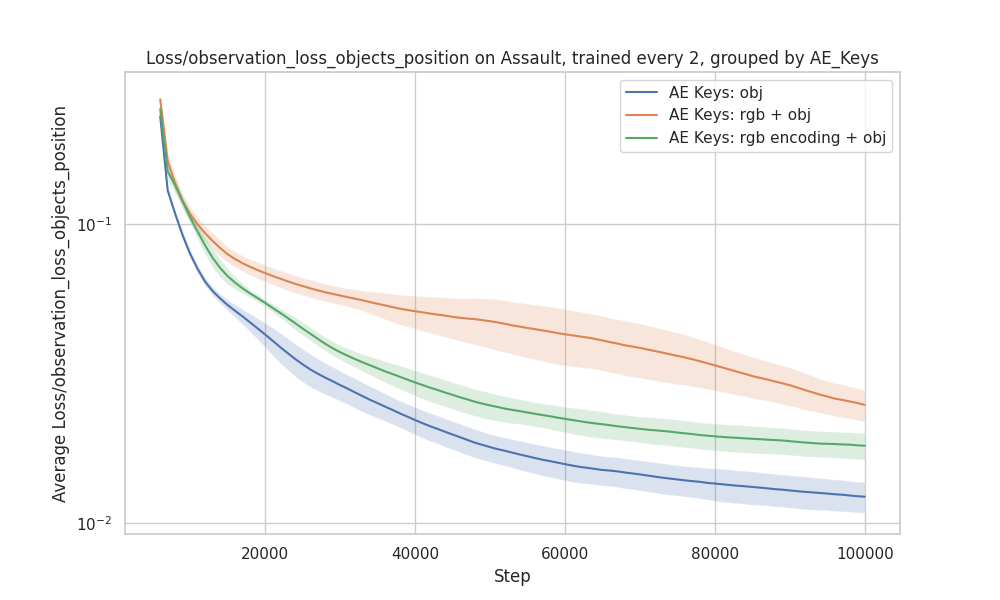 Loss/observation_loss_objects_position on Assault, trained every 2, grouped by AE_Keys
AE Keys: obj
AE Keys: rgb + obj
AE Keys: rgb encoding + obj
Average Loss/observation_loss_objects_position
10⁻¹
10⁻²
20000 40000 60000 80000 100000
Step